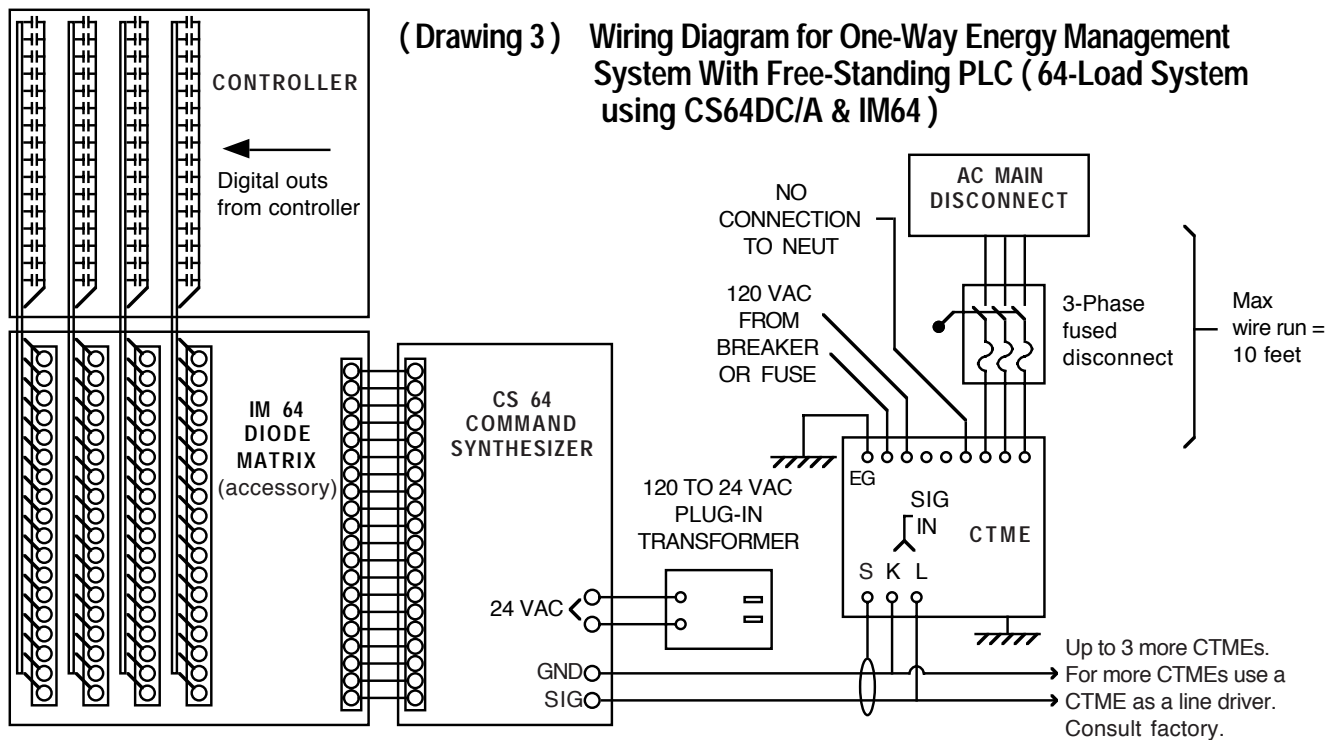 ( Drawing 3 ) Wiring Diagram for One-Way Energy Management
System With Free-Standing PLC ( 64-Load System
using CS64DC/A & IM64 )
CONTROLLER
Digital outs
from controller
AC MAIN
DISCONNECT
NO
CONNECTION
TO NEUT
120 VAC
FROM
BREAKER
OR FUSE
3-Phase
fused
disconnect
Max
wire run =
10 feet
IM 64
DIODE
MATRIX
(accessory)
CS 64
COMMAND
SYNTHESIZER
120 TO 24 VAC
PLUG-IN
TRANSFORMER
EG
SIG
IN
CTME
S K L
24 VAC
GND
SIG
Up to 3 more CTMEs.
For more CTMEs use a
CTME as a line driver.
Consult factory.